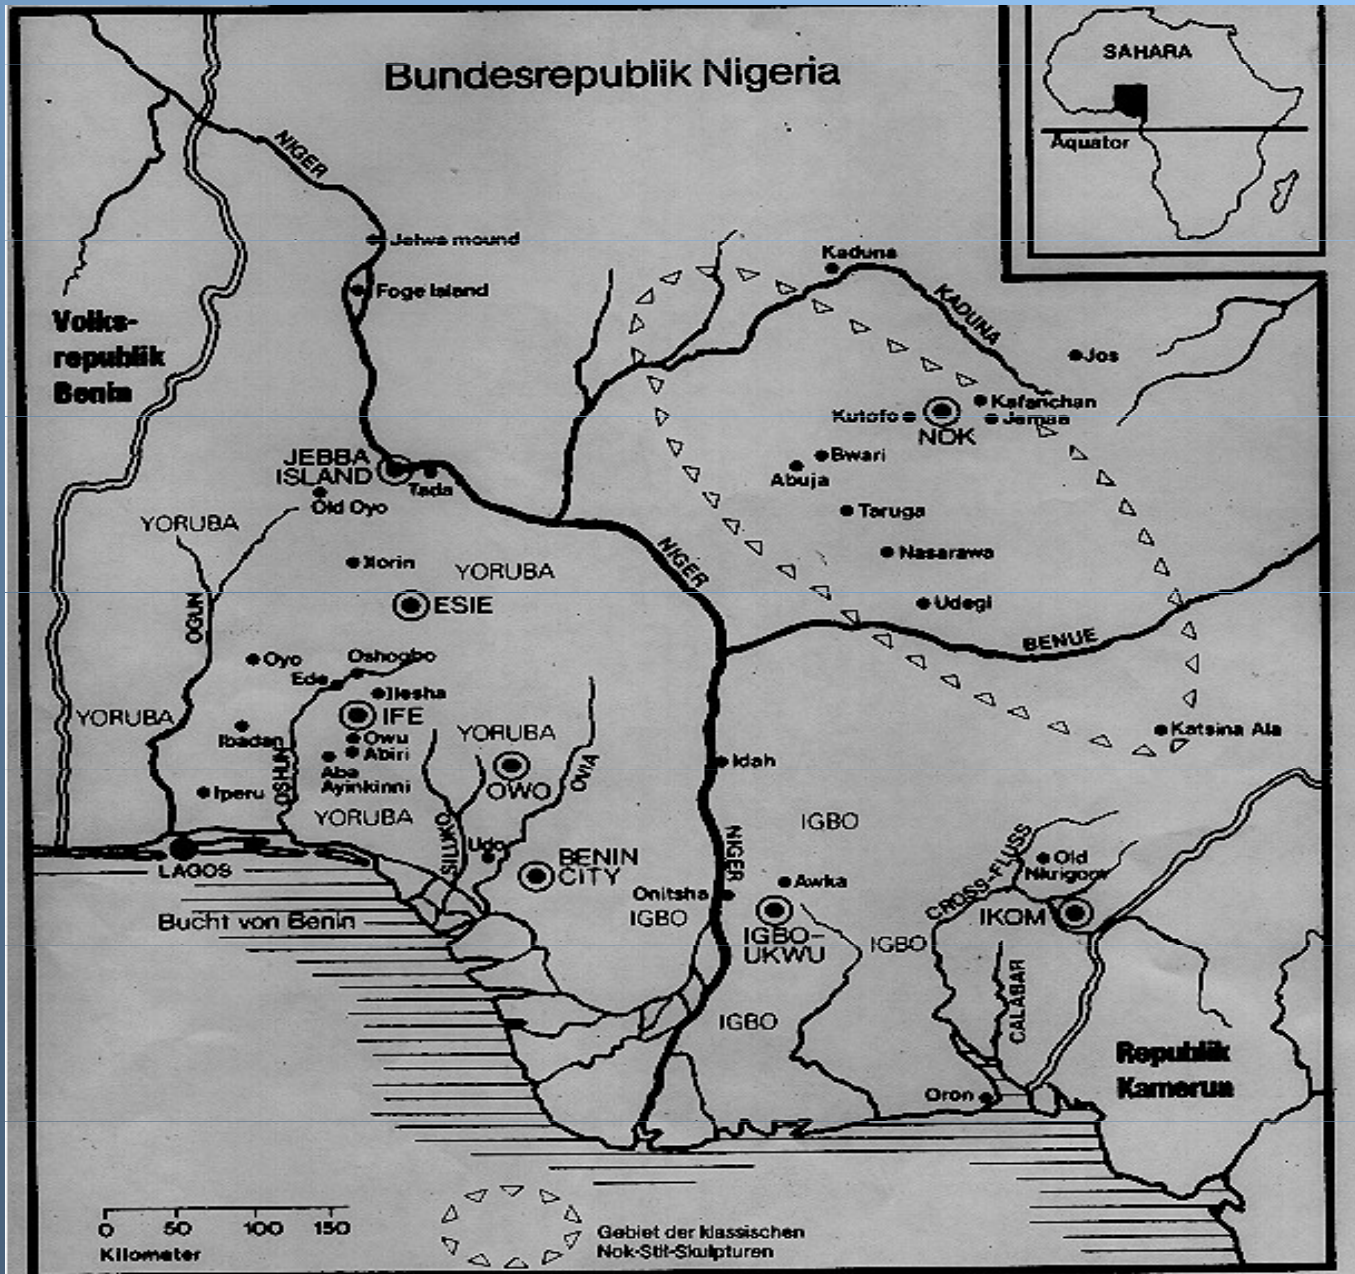 Bundesrepublik Nigeria
SAHARA
Äquator
NIGER
Jelwa mound
Foge Island
Volks-
republik
Benin
Kaduna
KADUNA
Jos
Kafanchan
Kutofo
Jemaa
NOK
Bwari
Abuja
Taruga
Nasarawa
Udegi
JEBBA
ISLAND
Tada
Old Oyo
YORUBA
Ilorin
YORUBA
NIGER
ESIE
OGUN
BENUE
Oyo
Oshogbo
Ede
Ilesha
YORUBA
IFE
YORUBA
Owu
Abiri
Ibadan
Aba
Ayinkinni
OSHUN
Iperu
YORUBA
OWO
OVIA
Idah
Katsina Ala
IGBO
SILUKO
Udo
LAGOS
BENIN
CITY
NIGER
Onitsha
IGBO
Awka
IGBO-
UKWU
IGBO
CROSS-FLUSS
Old
IKOM
Bucht von Benin
CALABAR
IGBO
Oron
Republik
Kamerun
0 50 100 150
Kilometer
Gebiet der klassischen
Nok-Stil-Skulpturen